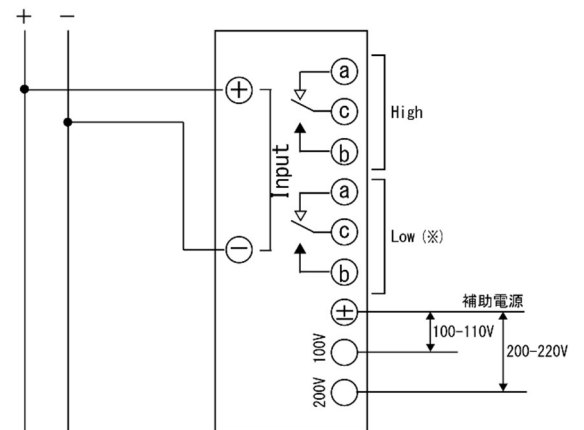 + −
+
a
c
High
b
Input
a
c
Low (※)
−
b
補助電源
±
100-110V
100V
200-220V
200V